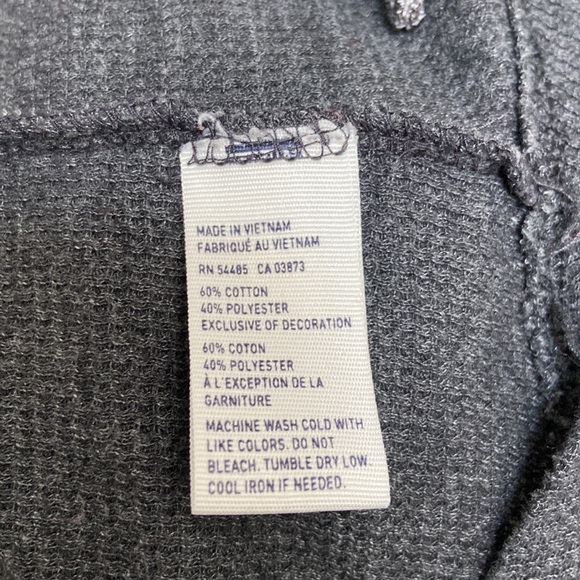 MADE IN VIETNAM
FABRIQUÉ AU VIETNAM
RN 54485 CA 03873
60% COTTON
40% POLYESTER
EXCLUSIVE OF DECORATION
60% COTON
40% POLYESTER
À L'EXCEPTION DE LA
GARNITURE
MACHINE WASH COLD WITH
LIKE COLORS. DO NOT
BLEACH. TUMBLE DRY LOW.
COOL IRON IF NEEDED.